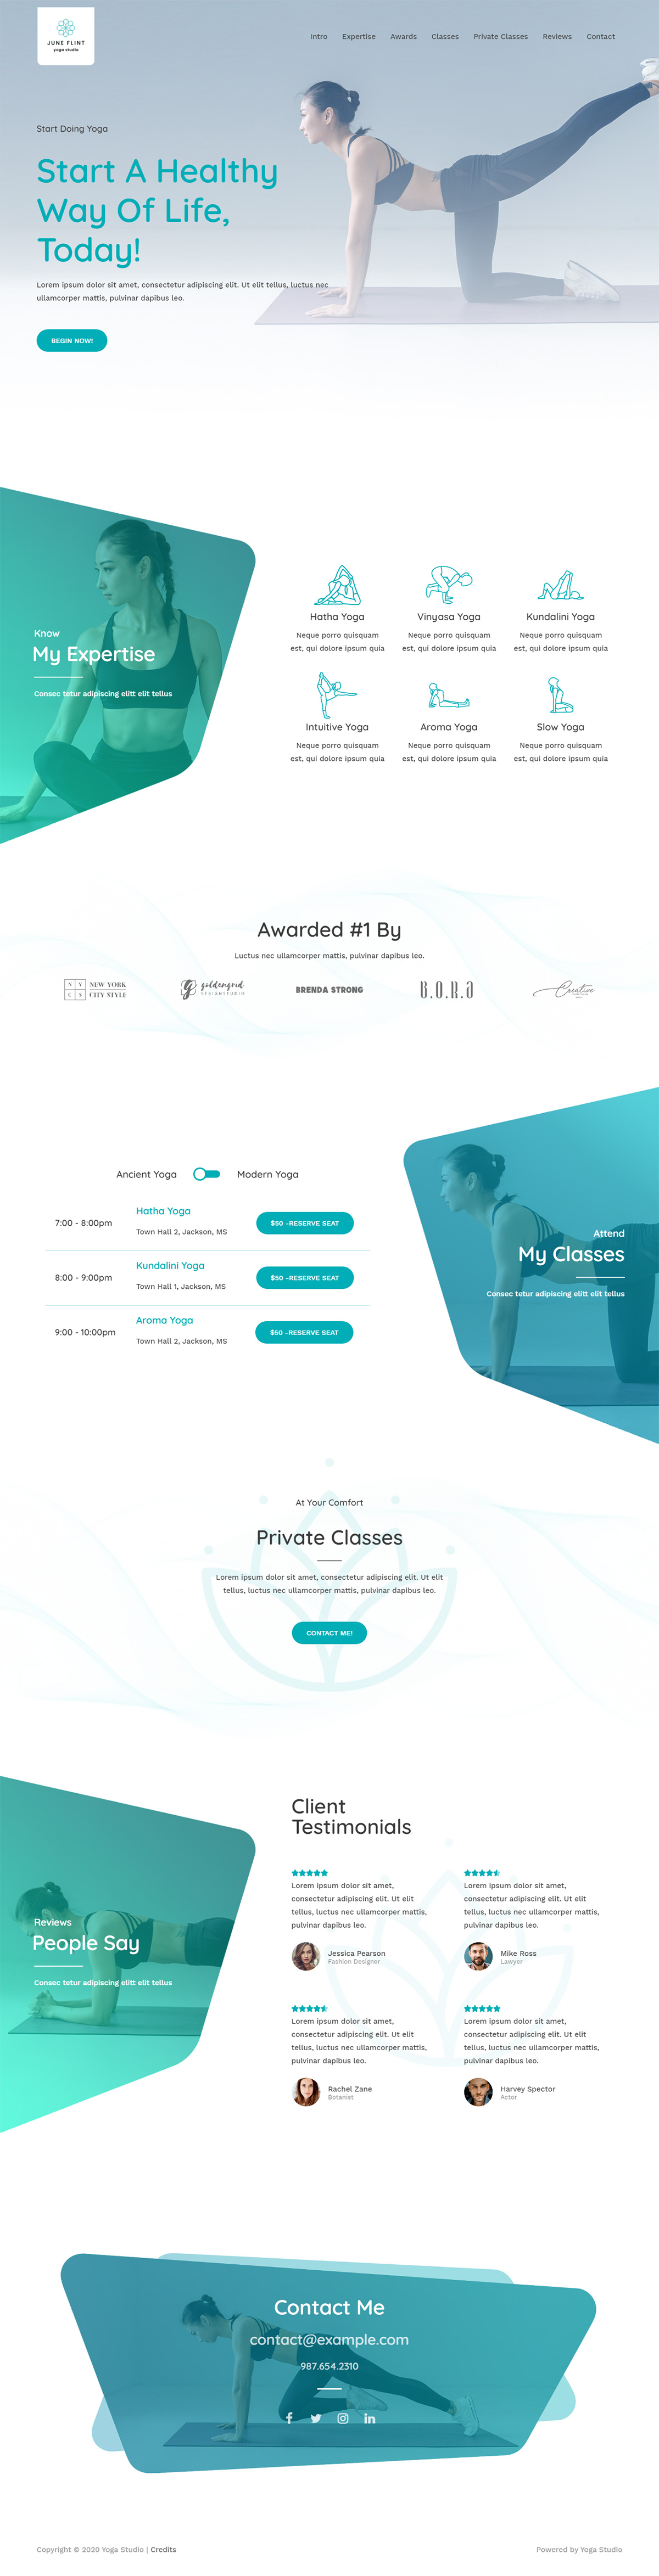 JUNE FLINT
yoga studio
Intro Expertise Awards Classes Private Classes Reviews Contact
Start Doing Yoga
Start A Healthy
Way Of Life,
Today!
Lorem ipsum dolor sit amet, consectetur adipiscing elit. Ut elit tellus, luctus nec
ullamcorper mattis, pulvinar dapibus leo.
BEGIN NOW!
Know
My Expertise
Consec tetur adipiscing elitt elit tellus
Hatha Yoga
Neque porro quisquam
est, qui dolore ipsum quia
Vinyasa Yoga
Neque porro quisquam
est, qui dolore ipsum quia
Kundalini Yoga
Neque porro quisquam
est, qui dolore ipsum quia
Intuitive Yoga
Neque porro quisquam
est, qui dolore ipsum quia
Aroma Yoga
Neque porro quisquam
est, qui dolore ipsum quia
Slow Yoga
Neque porro quisquam
est, qui dolore ipsum quia
Awarded #1 By
Luctus nec ullamcorper mattis, pulvinar dapibus leo.
N Y C S
NEW YORK
CITY STYLE
goldengrid
DESIGNSTUDIO
BRENDA STRONG
B.O.R.A
Creative
Ancient Yoga Modern Yoga
7:00 - 8:00pm
Hatha Yoga
Town Hall 2, Jackson, MS
$50 -RESERVE SEAT
8:00 - 9:00pm
Kundalini Yoga
Town Hall 1, Jackson, MS
$50 -RESERVE SEAT
9:00 - 10:00pm
Aroma Yoga
Town Hall 2, Jackson, MS
$50 -RESERVE SEAT
Attend
My Classes
Consec tetur adipiscing elitt elit tellus
At Your Comfort
Private Classes
Lorem ipsum dolor sit amet, consectetur adipiscing elit. Ut elit
tellus, luctus nec ullamcorper mattis, pulvinar dapibus leo.
CONTACT ME!
Reviews
People Say
Consec tetur adipiscing elitt elit tellus
Client
Testimonials
Lorem ipsum dolor sit amet,
consectetur adipiscing elit. Ut elit
tellus, luctus nec ullamcorper mattis,
pulvinar dapibus leo.
Jessica Pearson
Fashion Designer
Lorem ipsum dolor sit amet,
consectetur adipiscing elit. Ut elit
tellus, luctus nec ullamcorper mattis,
pulvinar dapibus leo.
Mike Ross
Lawyer
Lorem ipsum dolor sit amet,
consectetur adipiscing elit. Ut elit
tellus, luctus nec ullamcorper mattis,
pulvinar dapibus leo.
Rachel Zane
Botanist
Lorem ipsum dolor sit amet,
consectetur adipiscing elit. Ut elit
tellus, luctus nec ullamcorper mattis,
pulvinar dapibus leo.
Harvey Spector
Actor
Contact Me
contact@example.com
987.654.2310
Copyright © 2020 Yoga Studio | Credits
Powered by Yoga Studio